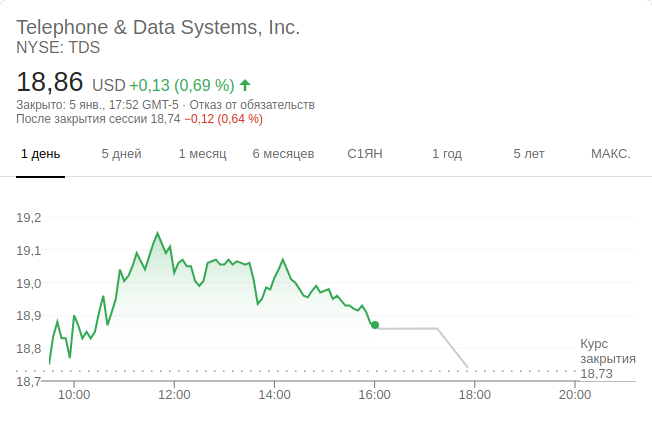 Telephone & Data Systems, Inc.
NYSE: TDS
18,86 USD +0,13 (0,69 %)
Закрыто: 5 янв., 17:52 GMT-5 · Отказ от обязательств
После закрытия сессии 18,74 −0,12 (0,64 %)
1 день 5 дней 1 месяц 6 месяцев С1ЯН 1 год 5 лет МАКС.
19,2
19,1
19,0
18,9
18,8
Курс
закрытия
18,73
18,7
10:00 12:00 14:00 16:00 18:00 20:00